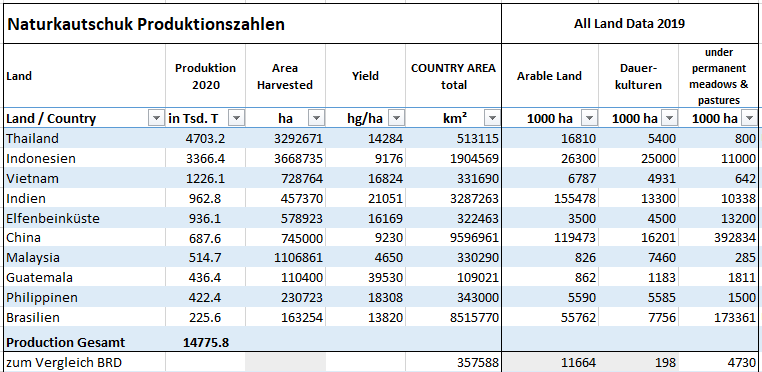 Naturkautschuk Produktionszahlen All Land Data 2019
Land Produktion 2020 Area Harvested Yield COUNTRY AREA total Arable Land Dauer-kulturen under permanent meadows & pastures
Land / Country in Tsd. T ha hg/ha km² 1000 ha 1000 ha 1000 ha
Thailand 4703.2 3292671 14284 513115 16810 5400 800
Indonesien 3366.4 3668735 9176 1904569 26300 25000 11000
Vietnam 1226.1 728764 16824 331690 6787 4931 642
Indien 962.8 457370 21051 3287263 155478 13300 10338
Elfenbeinküste 936.1 578923 16169 322463 3500 4500 13200
China 687.6 745000 9230 9596961 119473 16201 392834
Malaysia 514.7 1106861 4650 330290 826 7460 285
Guatemala 436.4 110400 39530 109021 862 1183 1811
Philippinen 422.4 230723 18308 343000 5590 5585 1500
Brasilien 225.6 163254 13820 8515770 55762 7756 173361
Production Gesamt 14775.8
zum Vergleich BRD 357588 11664 198 4730